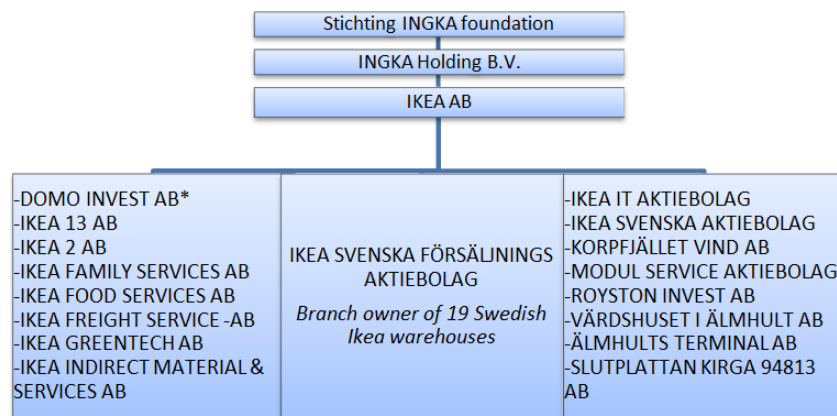 Stichting INGKA foundation
INGKA Holding B.V.
IKEA AB
-DOMO INVEST AB*
-IKEA 13 AB
-IKEA 2 AB
-IKEA FAMILY SERVICES AB
-IKEA FOOD SERVICES AB
-IKEA FREIGHT SERVICE -AB
-IKEA GREENTECH AB
-IKEA INDIRECT MATERIAL &
SERVICES AB
IKEA SVENSKA FÖRSÄLJNINGS
AKTIEBOLAG
Branch owner of 19 Swedish
Ikea warehouses
-IKEA IT AKTIEBOLAG
-IKEA SVENSKA AKTIEBOLAG
-KORPFJÄLLET VIND AB
-MODUL SERVICE AKTIEBOLAG
-ROYSTON INVEST AB
-VÄRDSHUSET I ÄLMHULT AB
-ÄLMHULTS TERMINAL AB
-SLUTPLATTAN KIRGA 94813
AB